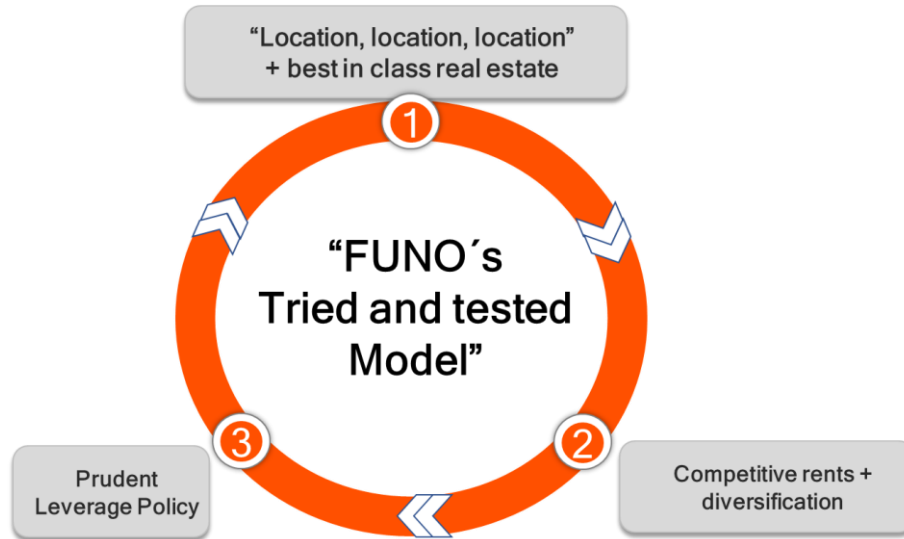 “Location, location, location”
+ best in class real estate
1
“FUNO´s
Tried and tested
Model”
3
2
Prudent
Leverage Policy
Competitive rents +
diversification